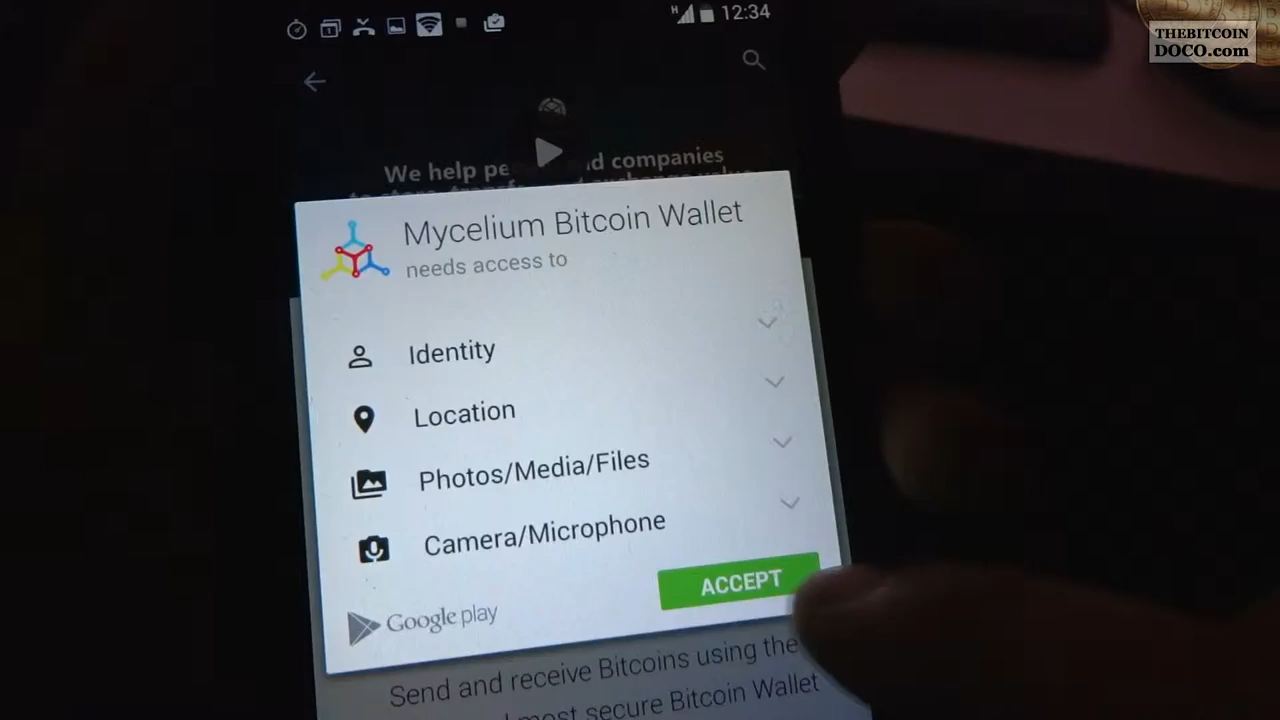 12:34
THEBITCOIN
DOCO.com
We help pe nd companies
Mycelium Bitcoin Wallet
needs access to
Identity
Location
Photos/Media/Files
Camera/Microphone
ACCEPT
Google play
Send and receive Bitcoins using the
most secure Bitcoin Wallet